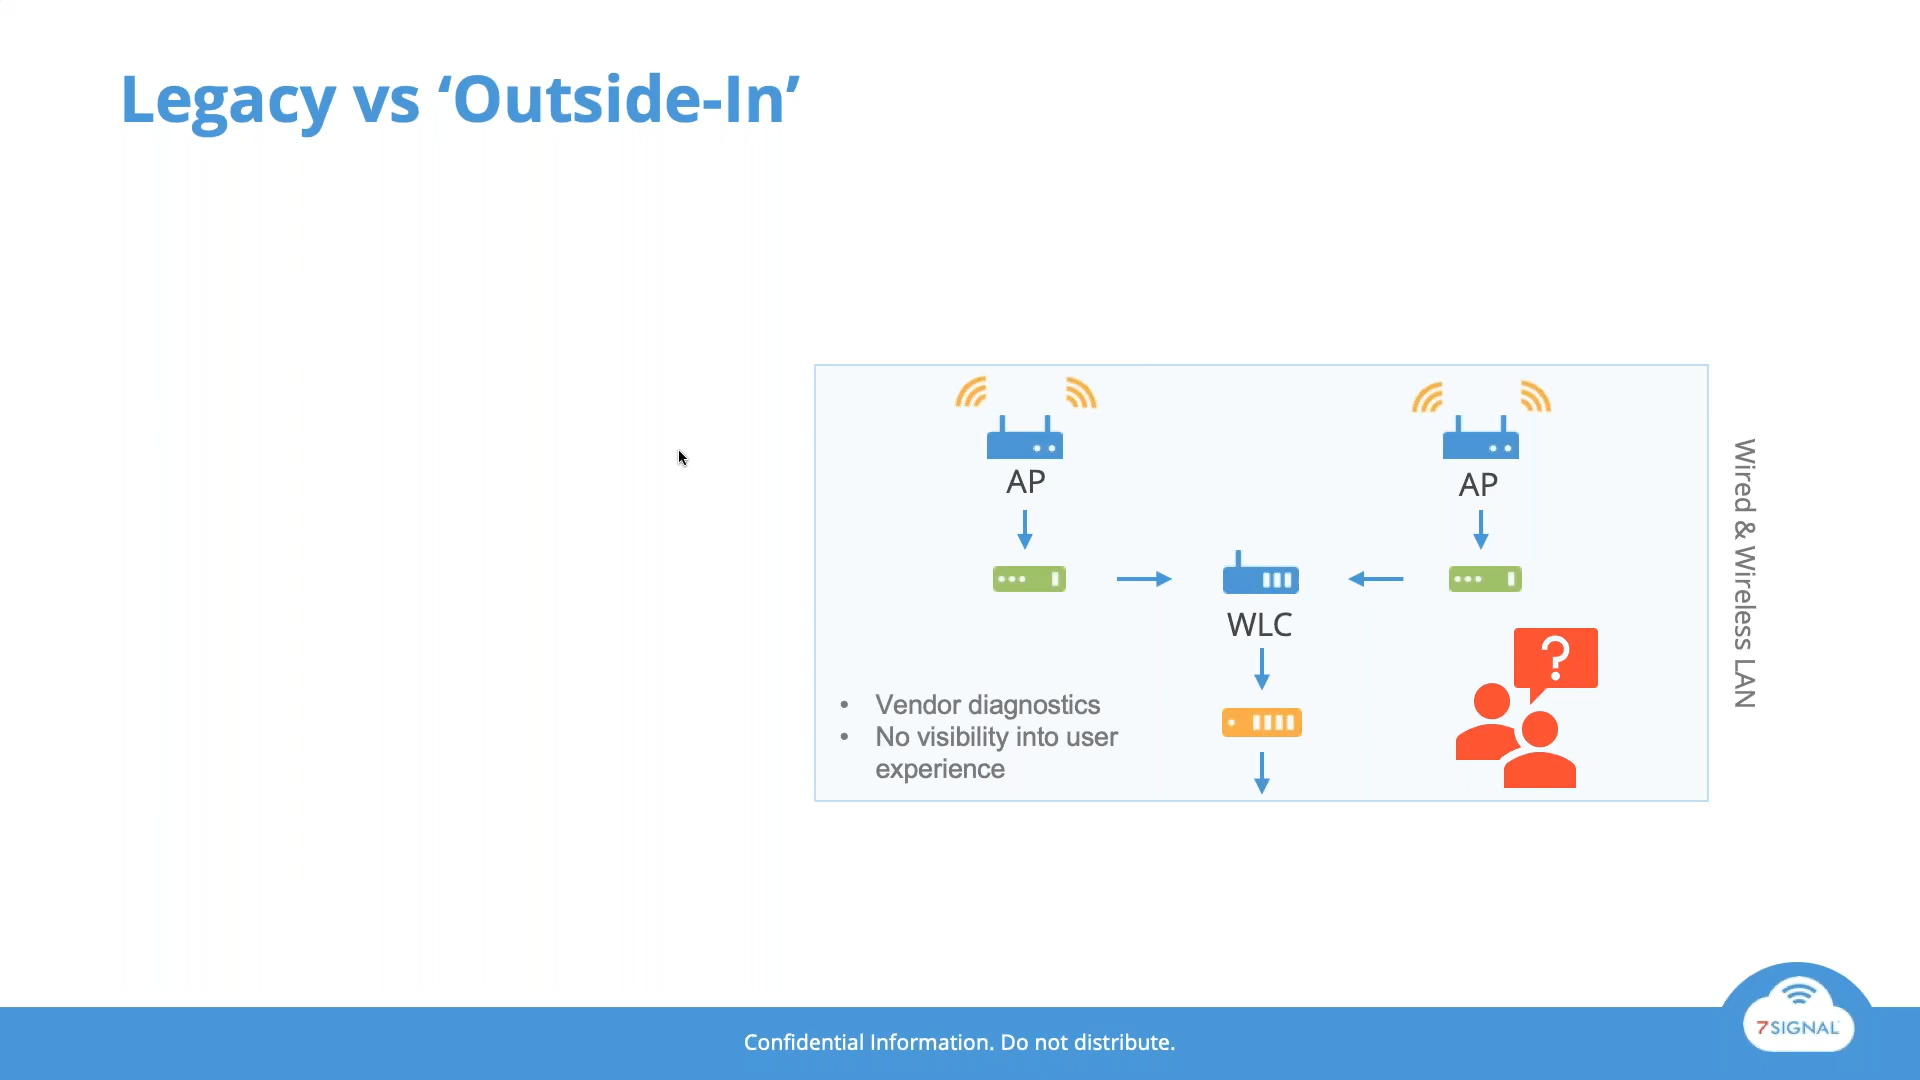 Legacy vs ‘Outside-In’
AP
AP
WLC
?
• Vendor diagnostics
• No visibility into user
experience
Wired & Wireless LAN
Confidential Information. Do not distribute.
7SIGNAL